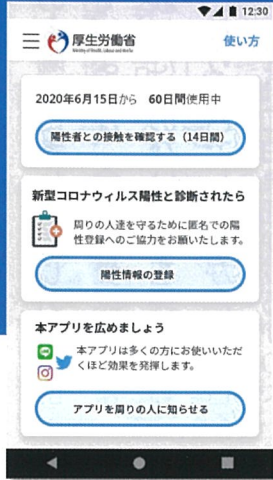 12:30
厚生労働省
Ministry of Health, Labour and Welfare
使い方
2020年6月15日から 60日間使用中
陽性者との接触を確認する（14日間）
新型コロナウィルス陽性と診断されたら
周りの人達を守るために匿名での陽
性登録へのご協力をお願いたします。
陽性情報の登録
本アプリを広めましょう
本アプリは多くの方にお使いいただ
くほど効果を発揮します。
アプリを周りの人に知らせる